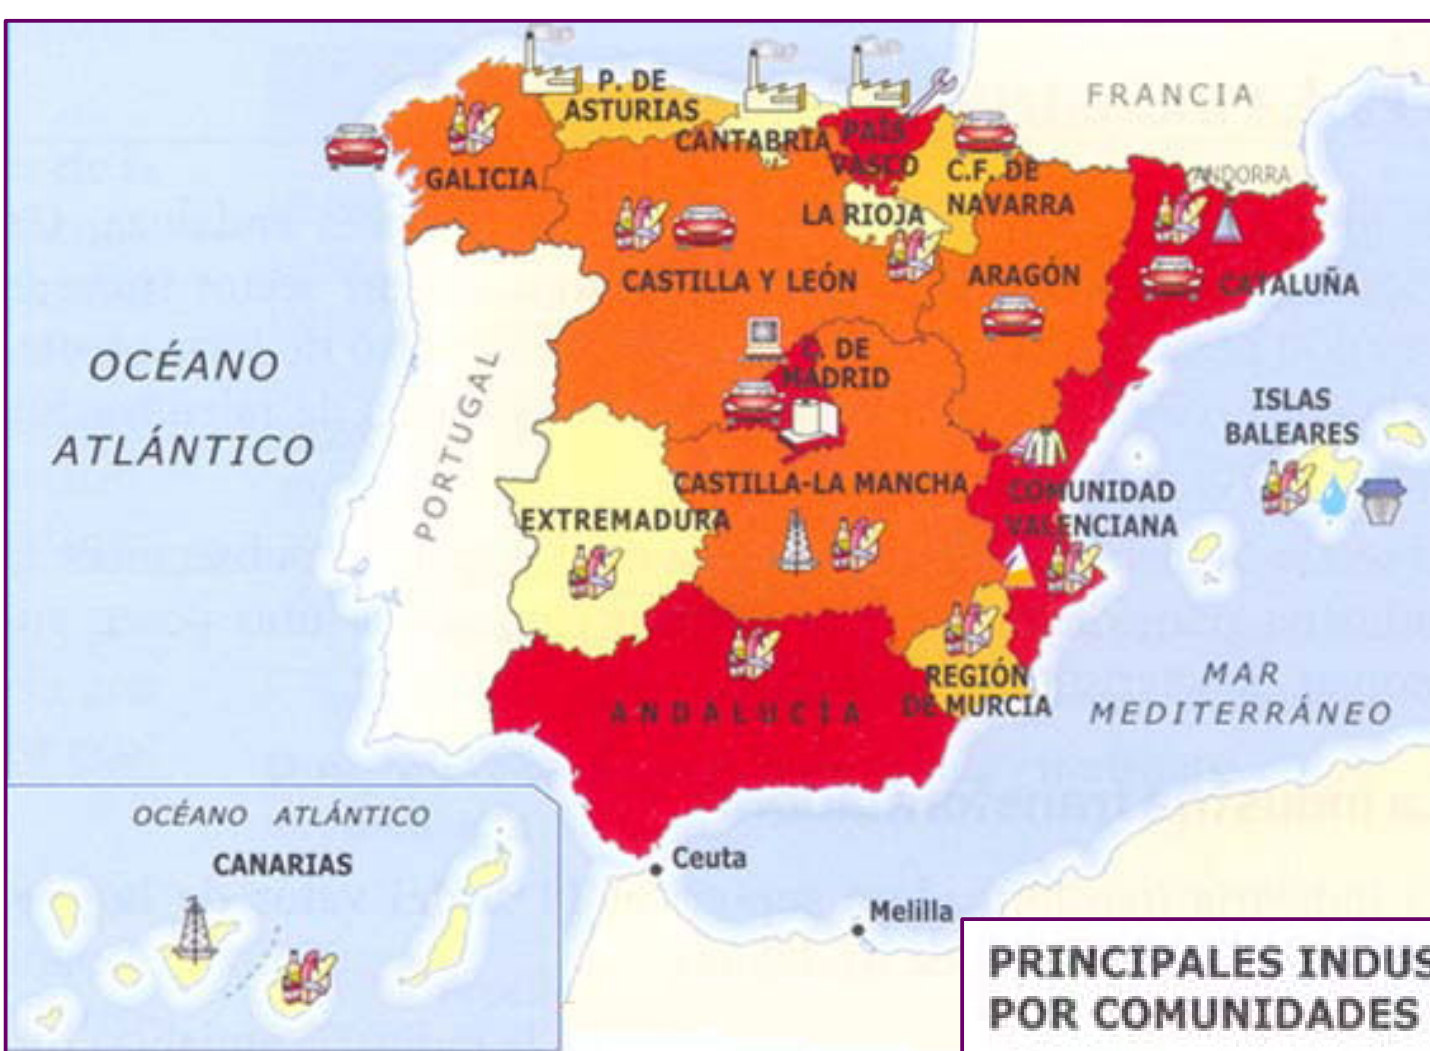 P. DE
ASTURIAS
CANTABRIA
PAÍS
VASCO
FRANCIA
ANDORRA
GALICIA
C.F. DE
NAVARRA
LA RIOJA
CASTILLA Y LEÓN
ARAGÓN
CATALUÑA
OCÉANO
ATLÁNTICO
PORTUGAL
C. DE
MADRID
ISLAS
BALEARES
CASTILLA-LA MANCHA
COMUNIDAD
VALENCIANA
EXTREMADURA
ANDALUCÍA
REGIÓN
DE MURCIA
MAR
MEDITERRÁNEO
OCÉANO ATLÁNTICO
CANARIAS
Ceuta
Melilla
PRINCIPALES INDUS
POR COMUNIDADES